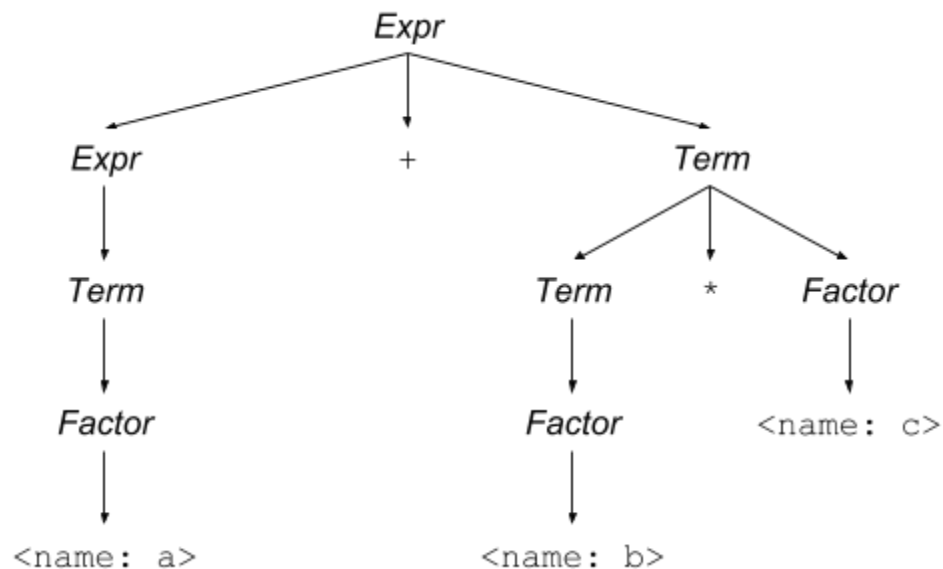 Expr
Expr + Term
Term Term * Factor
Factor Factor <name: c>
<name: a> <name: b>